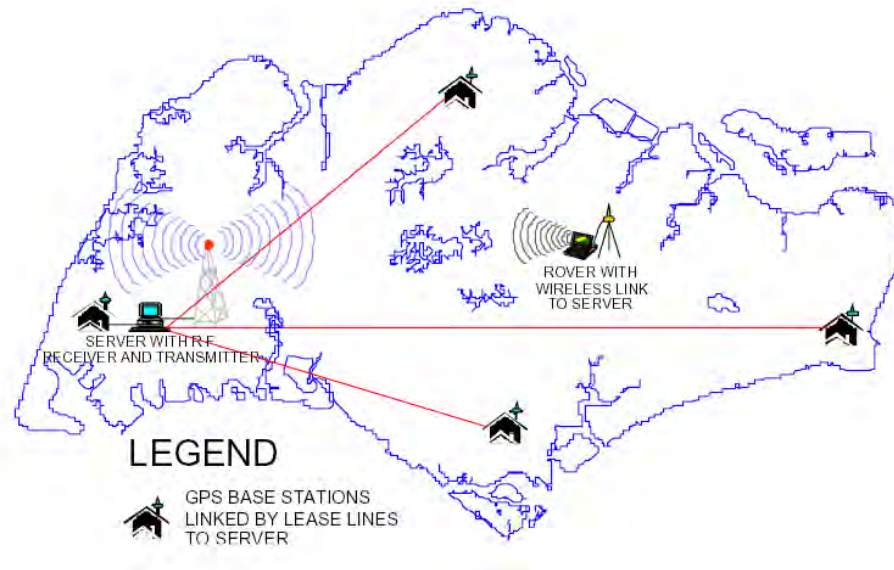 ROVER WITH
WIRELESS LINK
TO SERVER
SERVER WITH RF
RECEIVER AND TRANSMITTER
LEGEND
GPS BASE STATIONS
LINKED BY LEASE LINES
TO SERVER